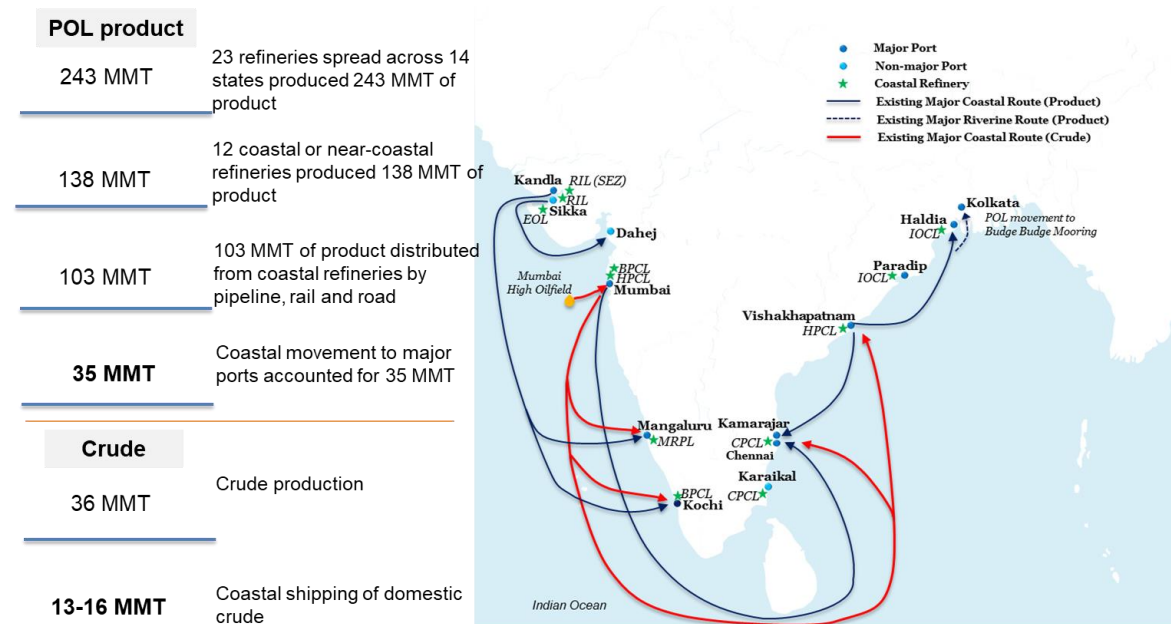 POL product
243 MMT
23 refineries spread across 14
states produced 243 MMT of
product
138 MMT
12 coastal or near-coastal
refineries produced 138 MMT of
product
103 MMT
103 MMT of product distributed
from coastal refineries by
pipeline, rail and road
35 MMT
Coastal movement to major
ports accounted for 35 MMT
Crude
36 MMT
Crude production
13-16 MMT
Coastal shipping of domestic
crude
Major Port
Non-major Port
Coastal Refinery
Existing Major Coastal Route (Product)
Existing Major Riverine Route (Product)
Existing Major Coastal Route (Crude)
Kandla
RIL (SEZ)
RIL
Sikka
EOL
Dahej
BPCL
HPCL
Mumbai
Mumbai
High Oilfield
Kolkata
Haldia
IOCL
POL movement to
Budge Budge Mooring
Paradip
IOCL
Vishakhapatnam
HPCL
Mangaluru
MRPL
Kamarajar
CPCL
Chennai
Karaikal
CPCL
BPCL
Kochi
Indian Ocean